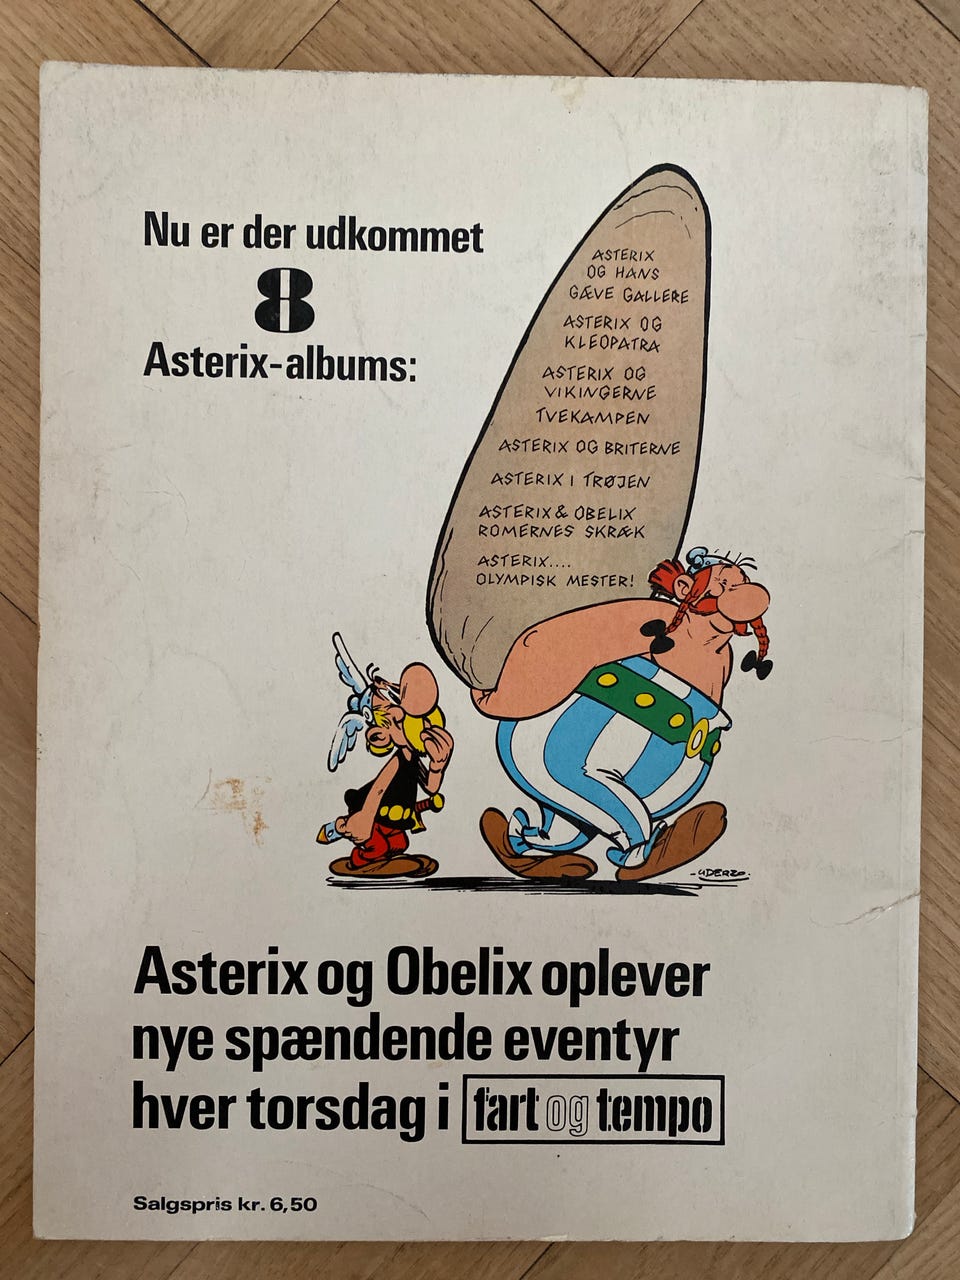 Nu er der udkommet
8
Asterix-albums:
ASTERIX
OG HANS
GÆVE GALLERE
ASTERIX OG
KLEOPATRA
ASTERIX OG
VIKINGERNE
TVEKAMPEN
ASTERIX OG BRITERNE
ASTERIX I TRØJEN
ASTERIX & OBELIX
ROMERNES SKRÆK
ASTERIX....
OLYMPISK MESTER!
-UDERZO-
Asterix og Obelix oplever
nye spændende eventyr
hver torsdag i fart og tempo
Salgspris kr. 6,50